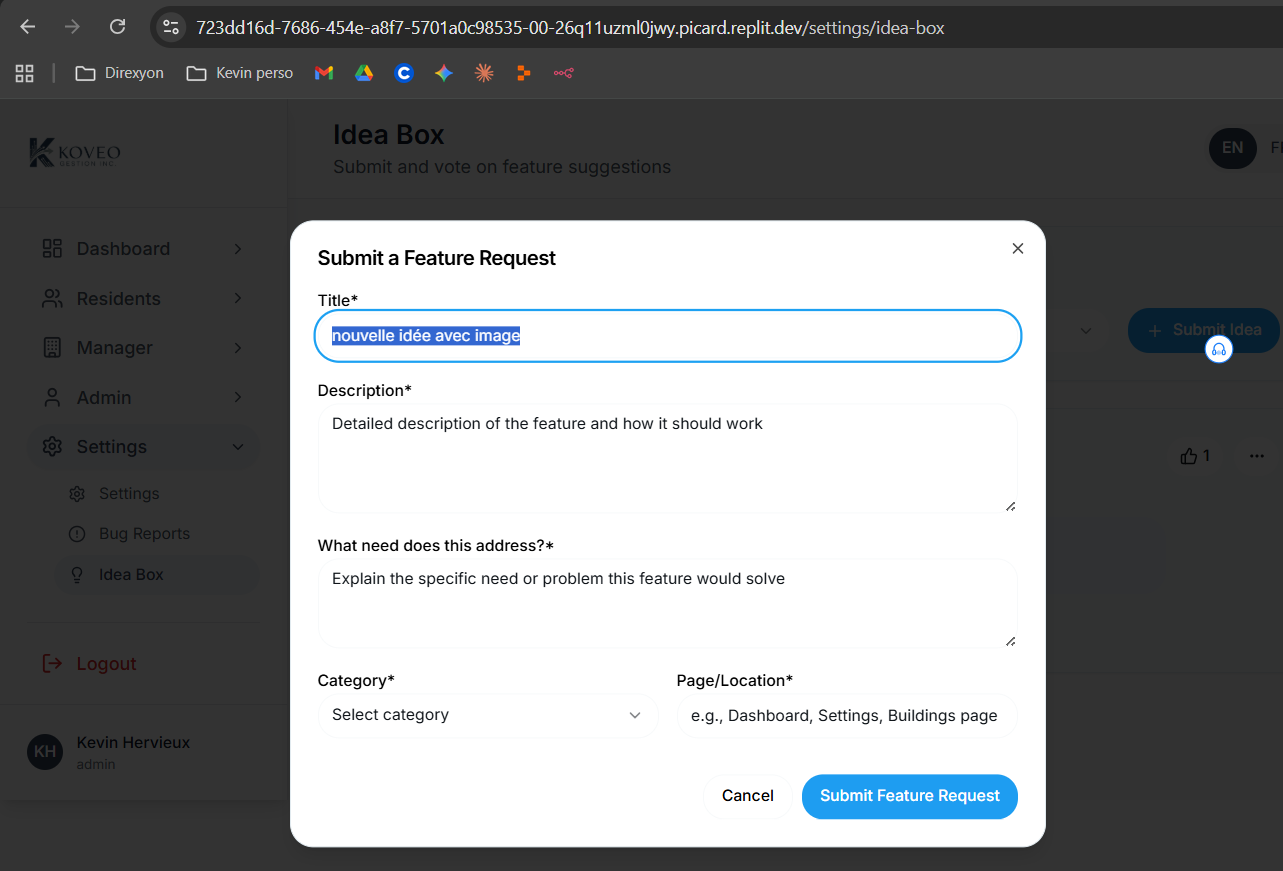 723dd16d-7686-454e-a8f7-5701a0c98535-00-26q11uzml0jwy.picard.replit.dev/settings/idea-box
Direxyon
Kevin perso
KOVEO
GESTION INC.
Idea Box
Submit and vote on feature suggestions
EN
Dashboard
Residents
Manager
Admin
Settings
Settings
Bug Reports
Idea Box
Logout
KH
Kevin Hervieux
admin
Submit Idea
1
Submit a Feature Request
Title*
nouvelle idée avec image
Description*
Detailed description of the feature and how it should work
What need does this address?*
Explain the specific need or problem this feature would solve
Category*
Page/Location*
Select category
e.g., Dashboard, Settings, Buildings page
Cancel
Submit Feature Request